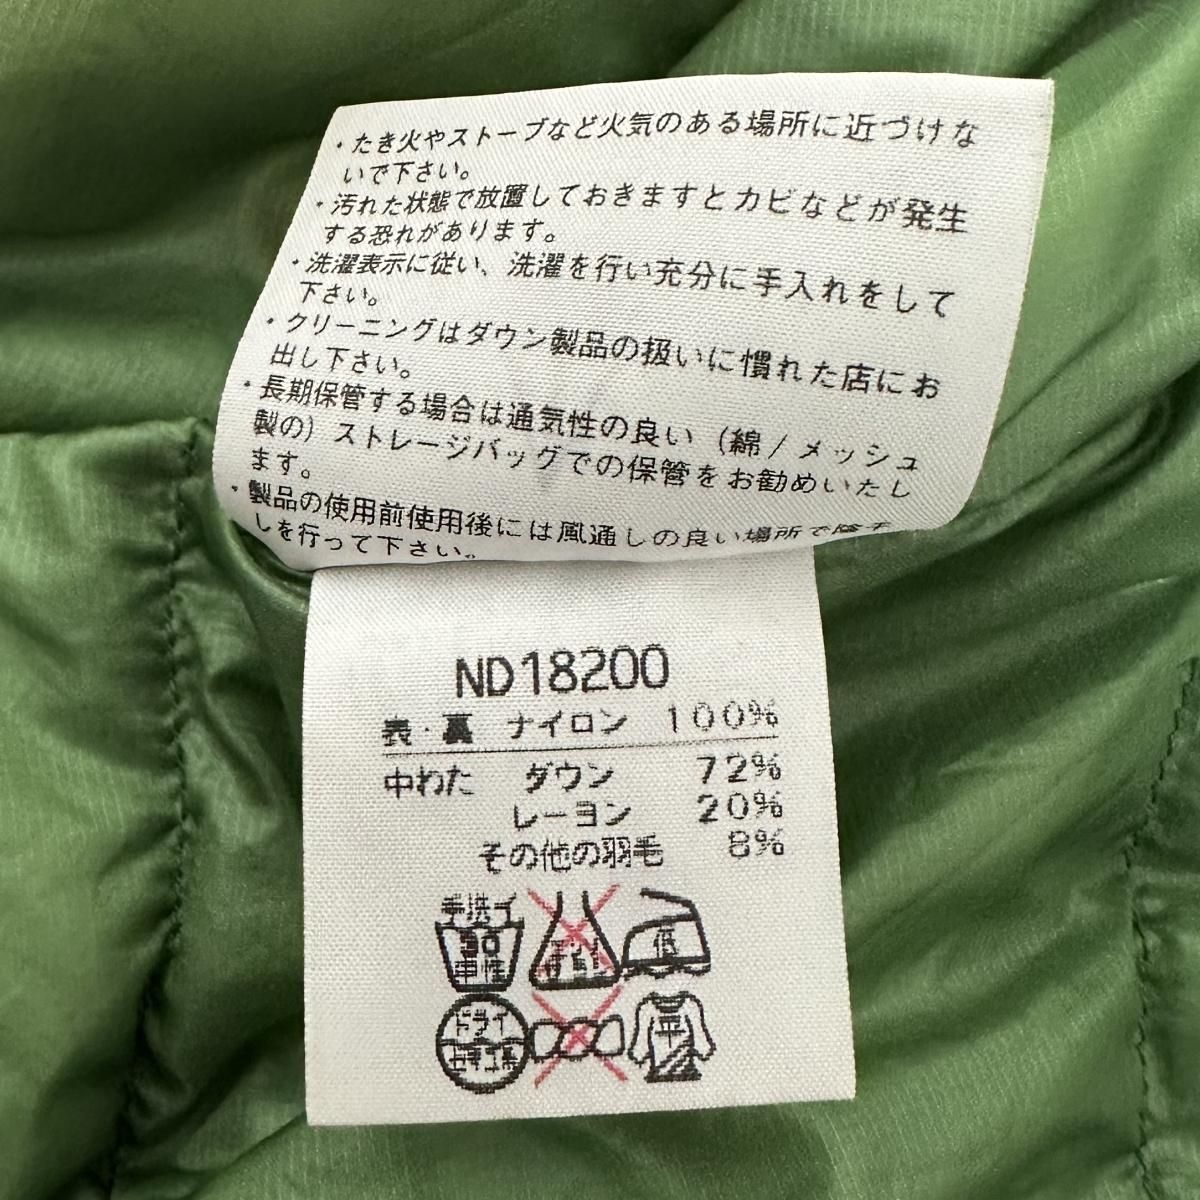 ・たき火やストーブなど火気のある場所に近づけな
いで下さい。
・汚れた状態で放置しておきますとカビなどが発生
する恐れがあります。
・洗濯表示に従い、洗濯を行い充分に手入れをして
下さい。
・クリーニングはダウン製品の扱いに慣れた店にお
出し下さい。
・長期保管する場合は通気性の良い（綿/メッシュ
製の）ストレージバッグでの保管をお勧めいたし
ます。
・製品の使用前使用後には風通しの良い場所で陰干
しを行って下さい。
ND18200
表・裏 ナイロン 100%
中わた ダウン 72%
レーヨン 20%
その他の羽毛 8%
手洗イ
30
中性
低
ドライ
セキユ系
平